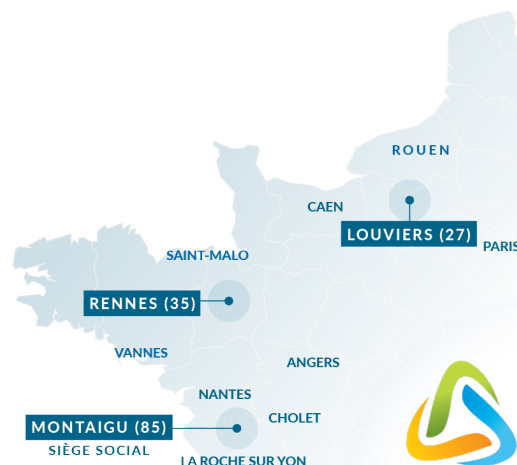 ROUEN
CAEN
LOUVIERS (27)
PARIS
SAINT-MALO
RENNES (35)
VANNES
ANGERS
NANTES
CHOLET
MONTAIGU (85)
SIÈGE SOCIAL
LA ROCHE SUR YON